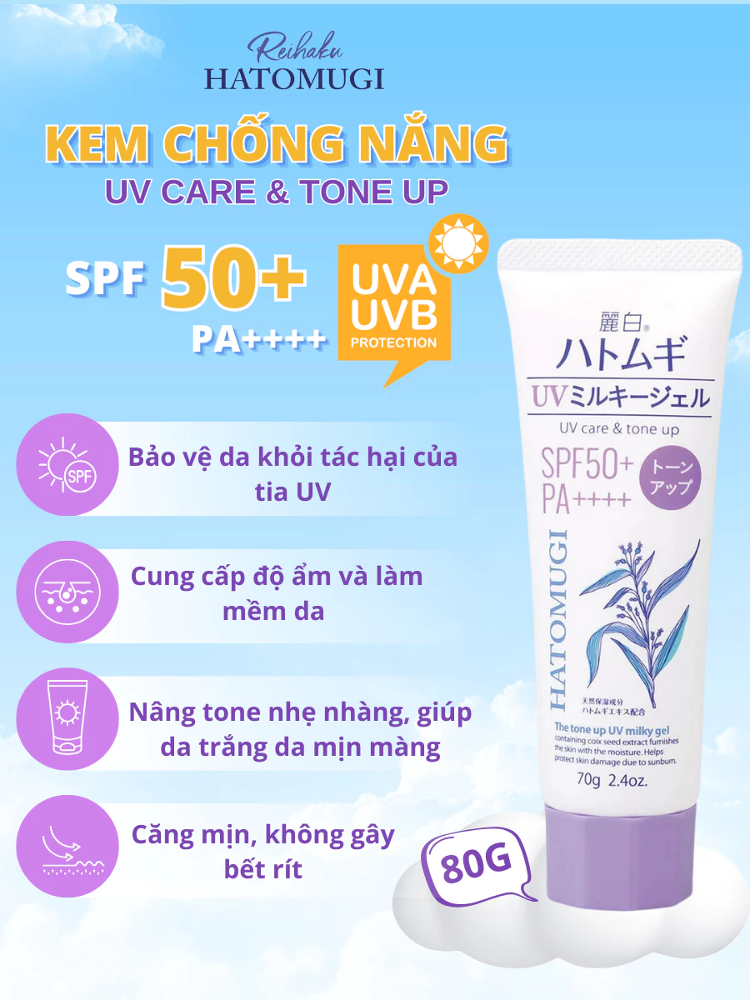 Reihaku
HATOMUGI
KEM CHỐNG NẮNG
UV CARE & TONE UP
SPF 50+
PA++++
UVA
UVB
PROTECTION
SPF
Bảo vệ da khỏi tác hại của
tia UV
Cung cấp độ ẩm và làm
mềm da
Nâng tone nhẹ nhàng, giúp
da trắng da mịn màng
Căng mịn, không gây
bết rít
80G
麗白®
ハトムギ
UVミルキージェル
UV care & tone up
SPF50+
PA++++
トーン
アップ
HATOMUGI
天然保湿成分
ハトムギエキス配合
The tone up UV milky gel
containing coix seed extract furnishes
the skin with the moisture. Helps
protect skin damage due to sunburn.
70g 2.4oz.